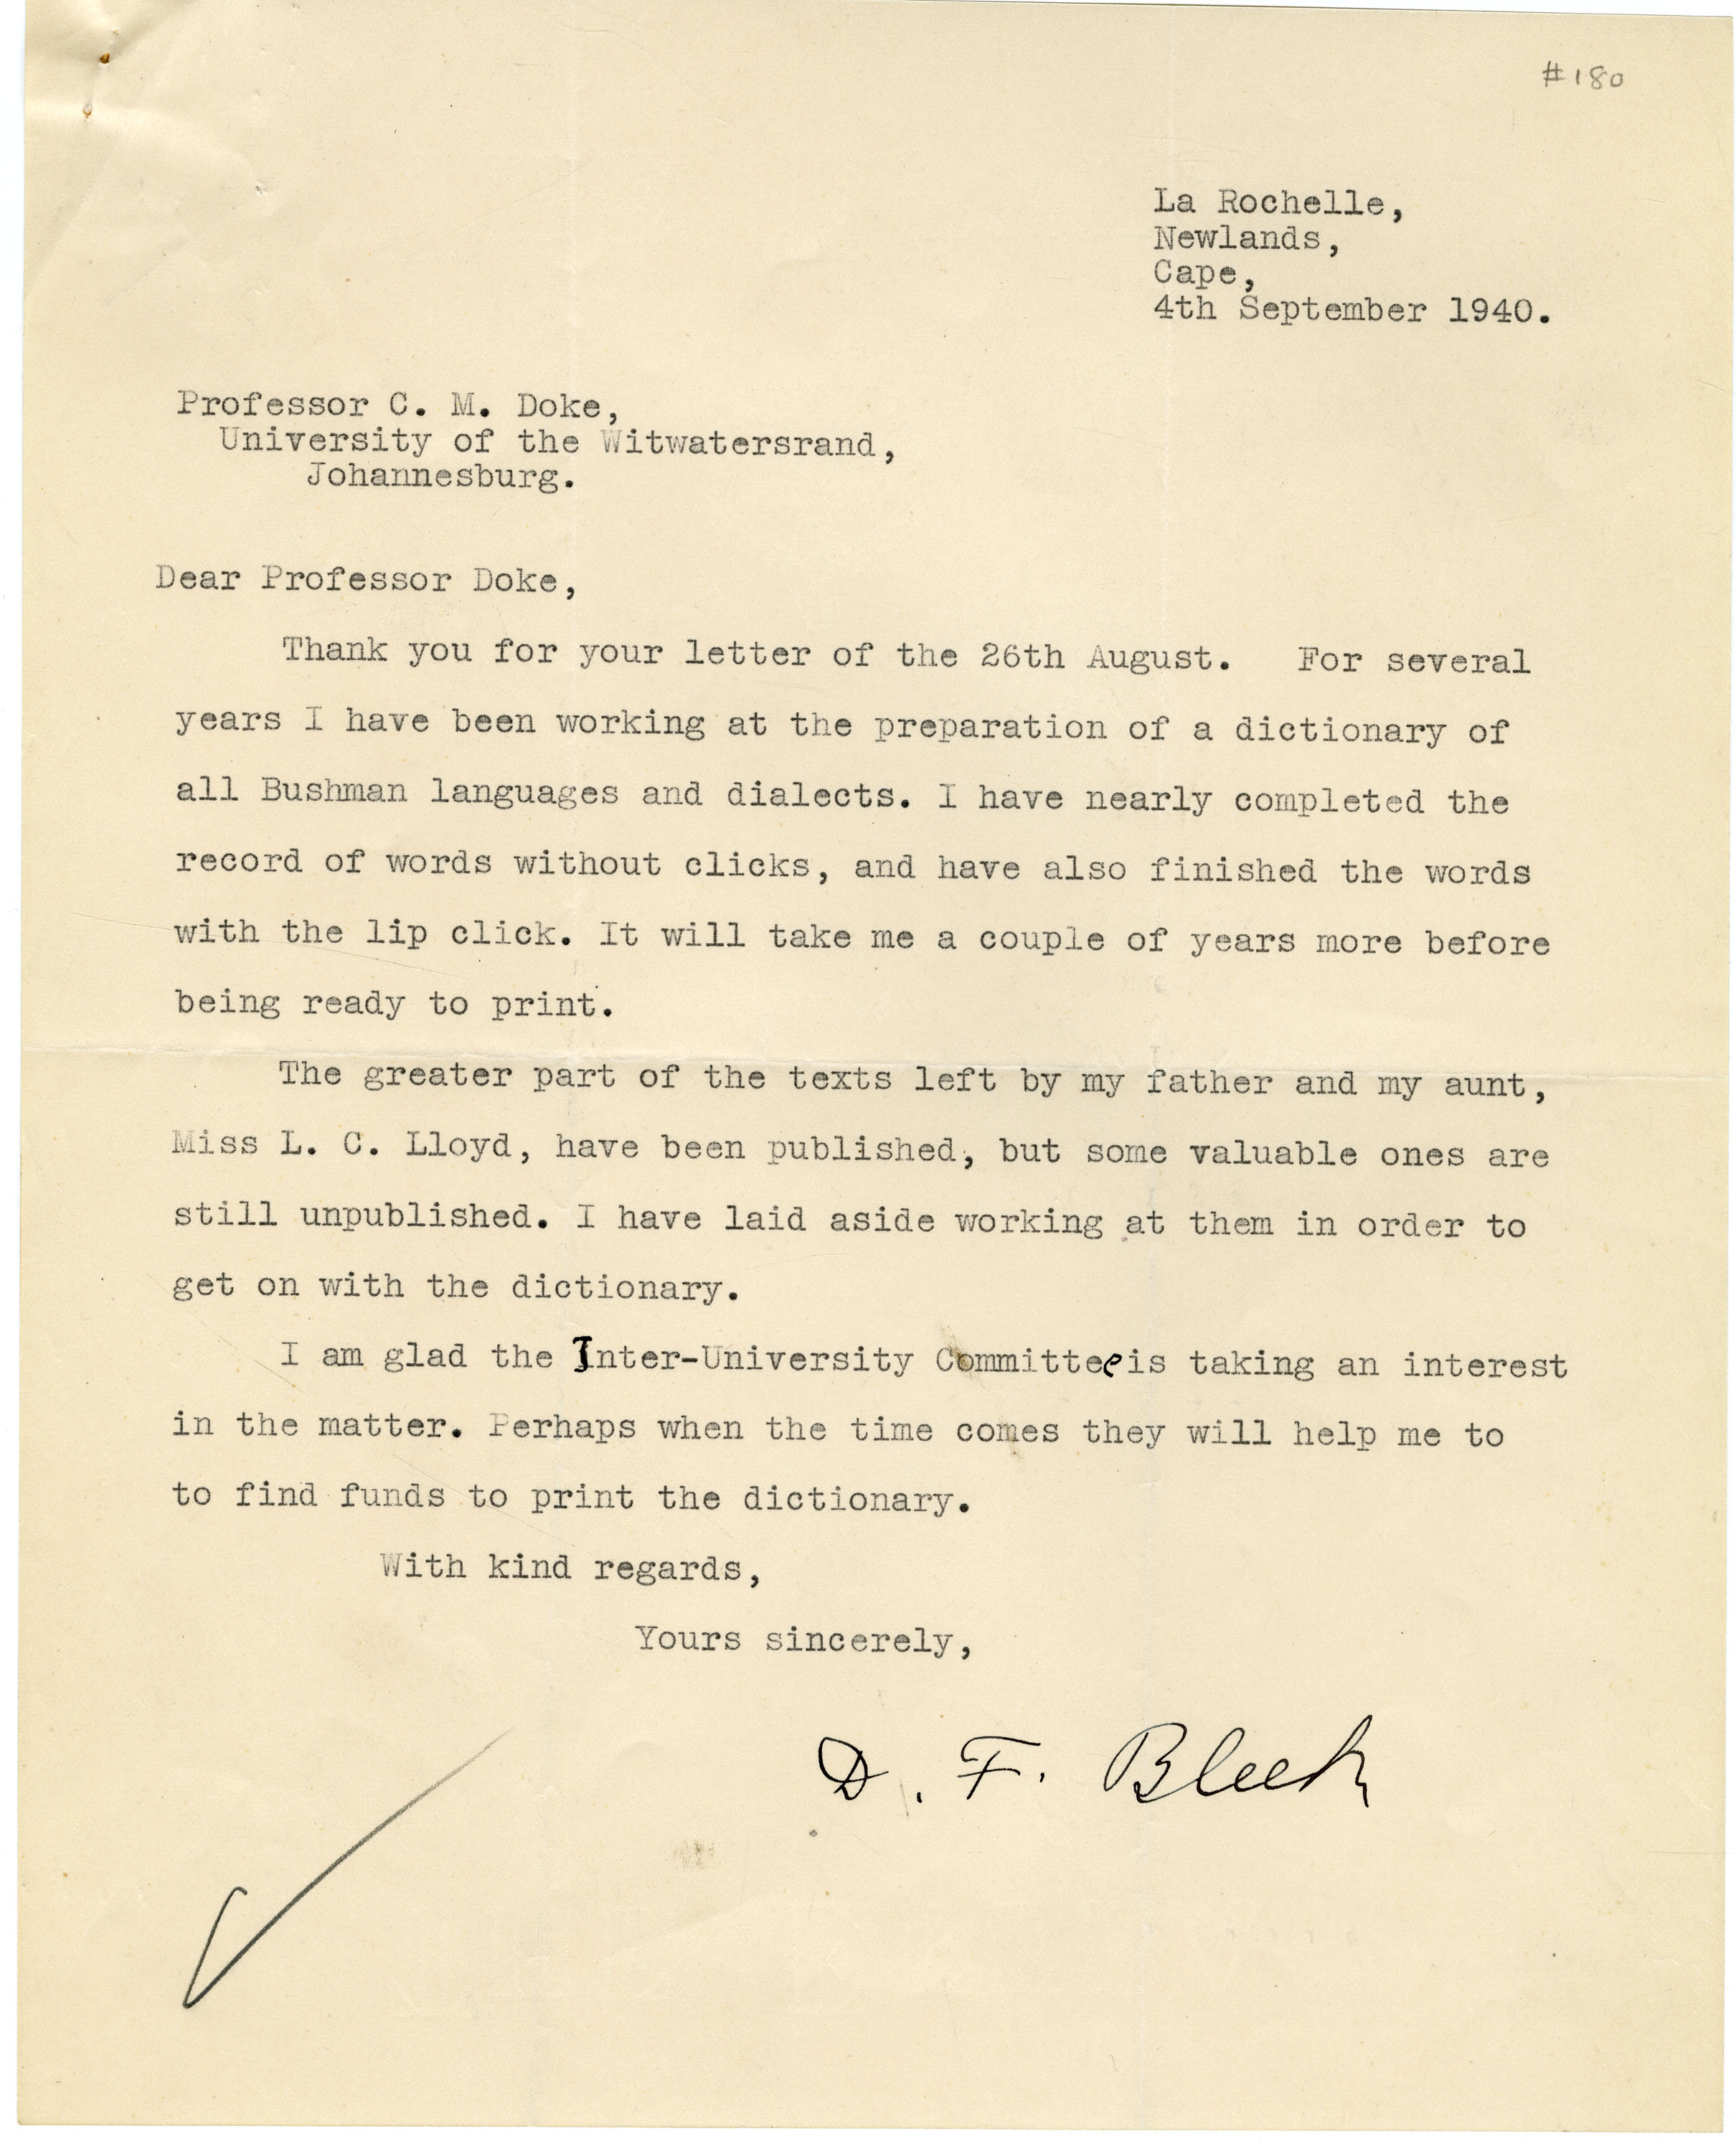 #180
La Rochelle,
Newlands,
Cape,
4th September 1940.
Professor C. M. Doke,
University of the Witwatersrand,
Johannesburg.
Dear Professor Doke,
Thank you for your letter of the 26th August. For several
years I have been working at the preparation of a dictionary of
all Bushman languages and dialects. I have nearly completed the
record of words without clicks, and have also finished the words
with the lip click. It will take me a couple of years more before
being ready to print.
The greater part of the texts left by my father and my aunt,
Miss L. C. Lloyd, have been published, but some valuable ones are
still unpublished. I have laid aside working at them in order to
get on with the dictionary.
I am glad the Inter-University Committee is taking an interest
in the matter. Perhaps when the time comes they will help me to
to find funds to print the dictionary.
With kind regards,
Yours sincerely,
D. F. Bleek